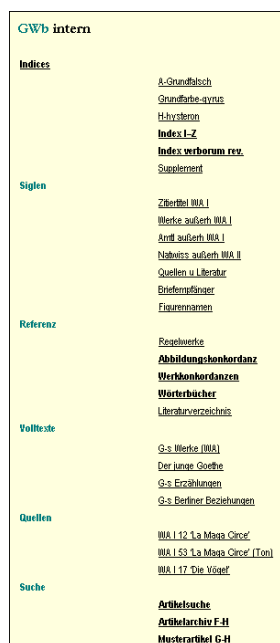 GWb intern
Indices
A-Grundfalsch
Grundfarbe-gyrus
H-hysteron
Index I–Z
Index verborum rev.
Supplement
Siglen
Zitiertitel WA I
Werke außerh WA I
Amtl außerh WA I
Natwiss außerh WA II
Quellen u Literatur
Briefempfänger
Figurennamen
Referenz
Regelwerke
Abbildungskonkordanz
Werkkonkordanzen
Wörterbücher
Literaturverzeichnis
Volltexte
G-s Werke (WA)
Der junge Goethe
G-s Erzählungen
G-s Berliner Beziehungen
Quellen
WA I 12 'La Maga Circe'
WA I 53 'La Maga Circe' (Ton)
WA I 17 'Die Vögel'
Suche
Artikelsuche
Artikelarchiv F-H
Musterartikel G-H